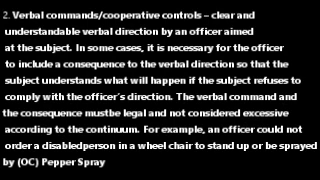 2. Verbal commands/cooperative controls – clear and
understandable verbal direction by an officer aimed
at the subject. In some cases, it is necessary for the officer
to include a consequence to the verbal direction so that the
subject understands what will happen if the subject refuses to
comply with the officer’s direction. The verbal command and
the consequence mustbe legal and not considered excessive
according to the continuum. For example, an officer could not
order a disabledperson in a wheel chair to stand up or be sprayed
by (OC) Pepper Spray